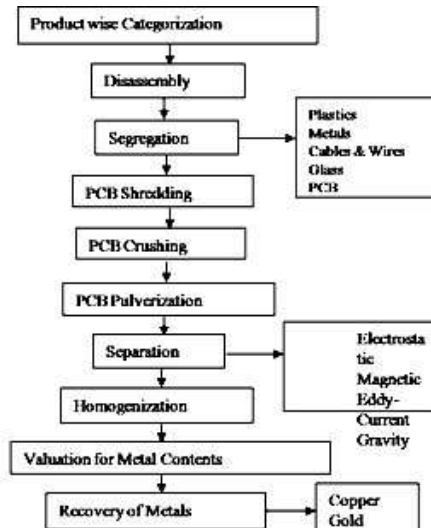 Product wise Categorization
Disassembly
Segregation
Plastics
Metals
Cables & Wires
Glass
PCB
PCB Shredding
PCB Crushing
PCB Pulverization
Separation
Electrosta
tic
Magnetic
Eddy-
Current
Gravity
Homogenization
Valuation for Metal Contents
Recovery of Metals
Copper
Gold